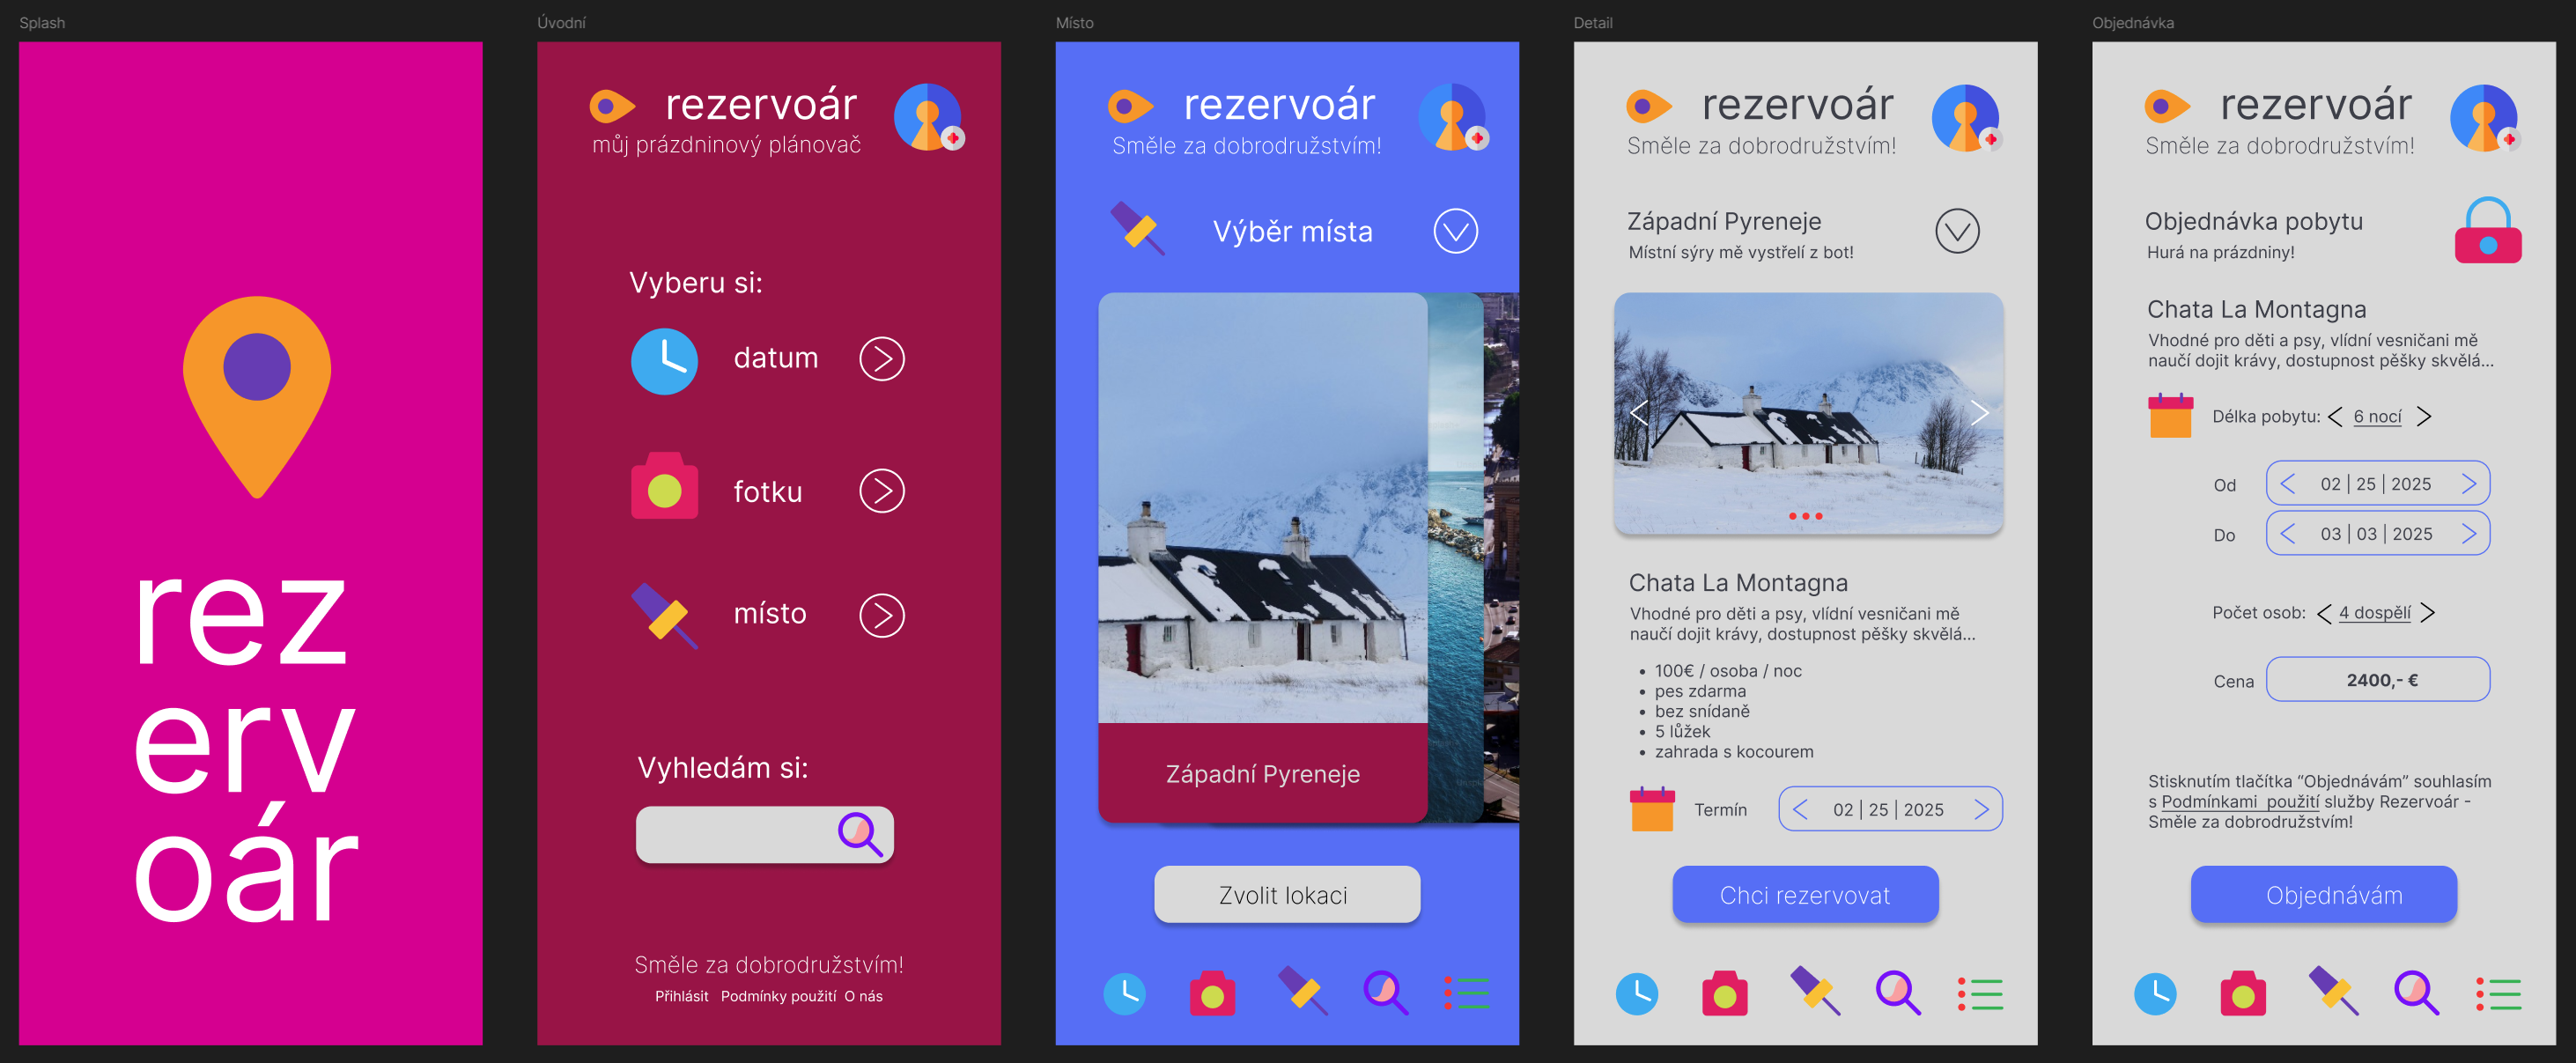 Splash
rez
erv
oár
Úvodní
rezervoár
můj prázdninový plánovač
Vyberu si:
datum
fotku
místo
Vyhledám si:
Směle za dobrodružstvím!
Přihlásit Podmínky použití O nás
Místo
rezervoár
Směle za dobrodružstvím!
Výběr místa
Západní Pyreneje
Zvolit lokaci
Detail
rezervoár
Směle za dobrodružstvím!
Západní Pyreneje
Místní sýry mě vystřelí z bot!
Chata La Montagna
Vhodné pro děti a psy, vlídní vesničani mě
naučí dojit krávy, dostupnost pěšky skvělá...
• 100€ / osoba / noc
• pes zdarma
• bez snídaně
• 5 lůžek
• zahrada s kocourem
Termín 02 | 25 | 2025
Chci rezervovat
Objednávka
rezervoár
Směle za dobrodružstvím!
Objednávka pobytu
Hurá na prázdniny!
Chata La Montagna
Vhodné pro děti a psy, vlídní vesničani mě
naučí dojit krávy, dostupnost pěšky skvělá...
Délka pobytu: < 6 nocí >
Od < 02 | 25 | 2025 >
Do < 03 | 03 | 2025 >
Počet osob: < 4 dospělí >
Cena 2400,- €
Stisknutím tlačítka “Objednávám” souhlasím
s Podmínkami použití služby Rezervoár -
Směle za dobrodružstvím!
Objednávám